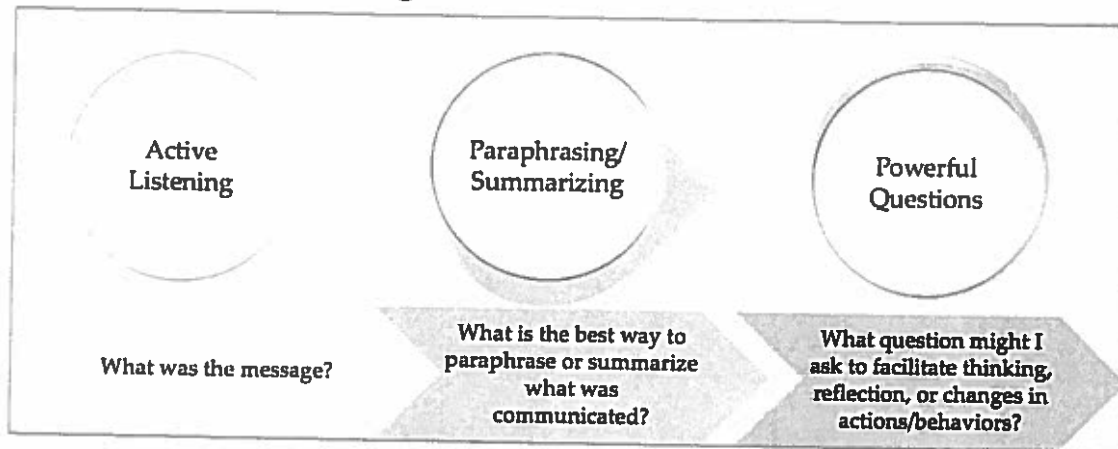 Active
Listening
Paraphrasing/
Summarizing
Powerful
Questions
What was the message?
What is the best way to
paraphrase or summarize
what was
communicated?
What question might I
ask to facilitate thinking,
reflection, or changes in
actions/behaviors?